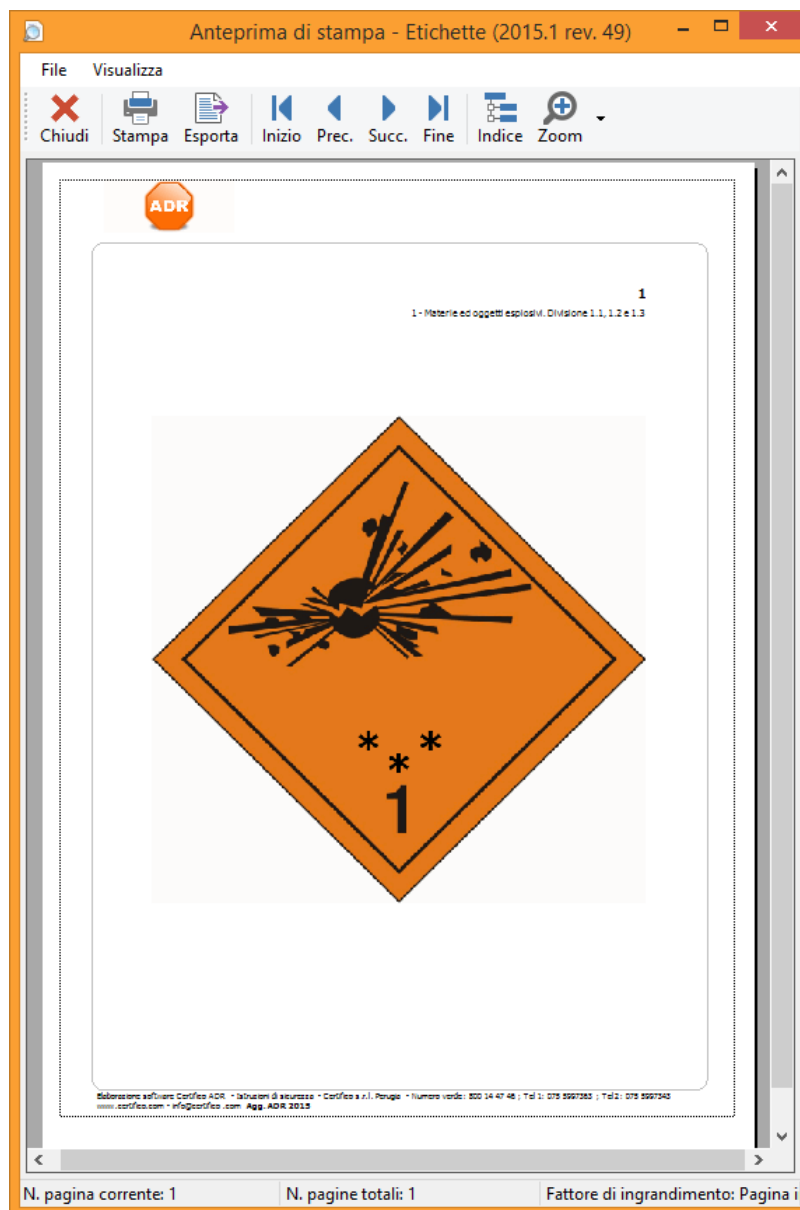 Anteprima di stampa - Etichette (2015.1 rev. 49)
File Visualizza
Chiudi Stampa Esporta Inizio Prec. Succ. Fine Indice Zoom
ADR
1
1 - Materie ed oggetti esplosivi. Divisione 1.1, 1.2 e 1.3
* * *
1
Elaborazione software Certifico ADR - Istruzioni di sicurezza - Certifico s.r.l. Perugia - Numero verde: 800 14 47 46 ; Tel 1: 075 5997363 ; Tel2: 075 5997343
www.certifico.com - info@certifico.com Agg. ADR 2015
N. pagina corrente: 1 N. pagine totali: 1 Fattore di ingrandimento: Pagina i